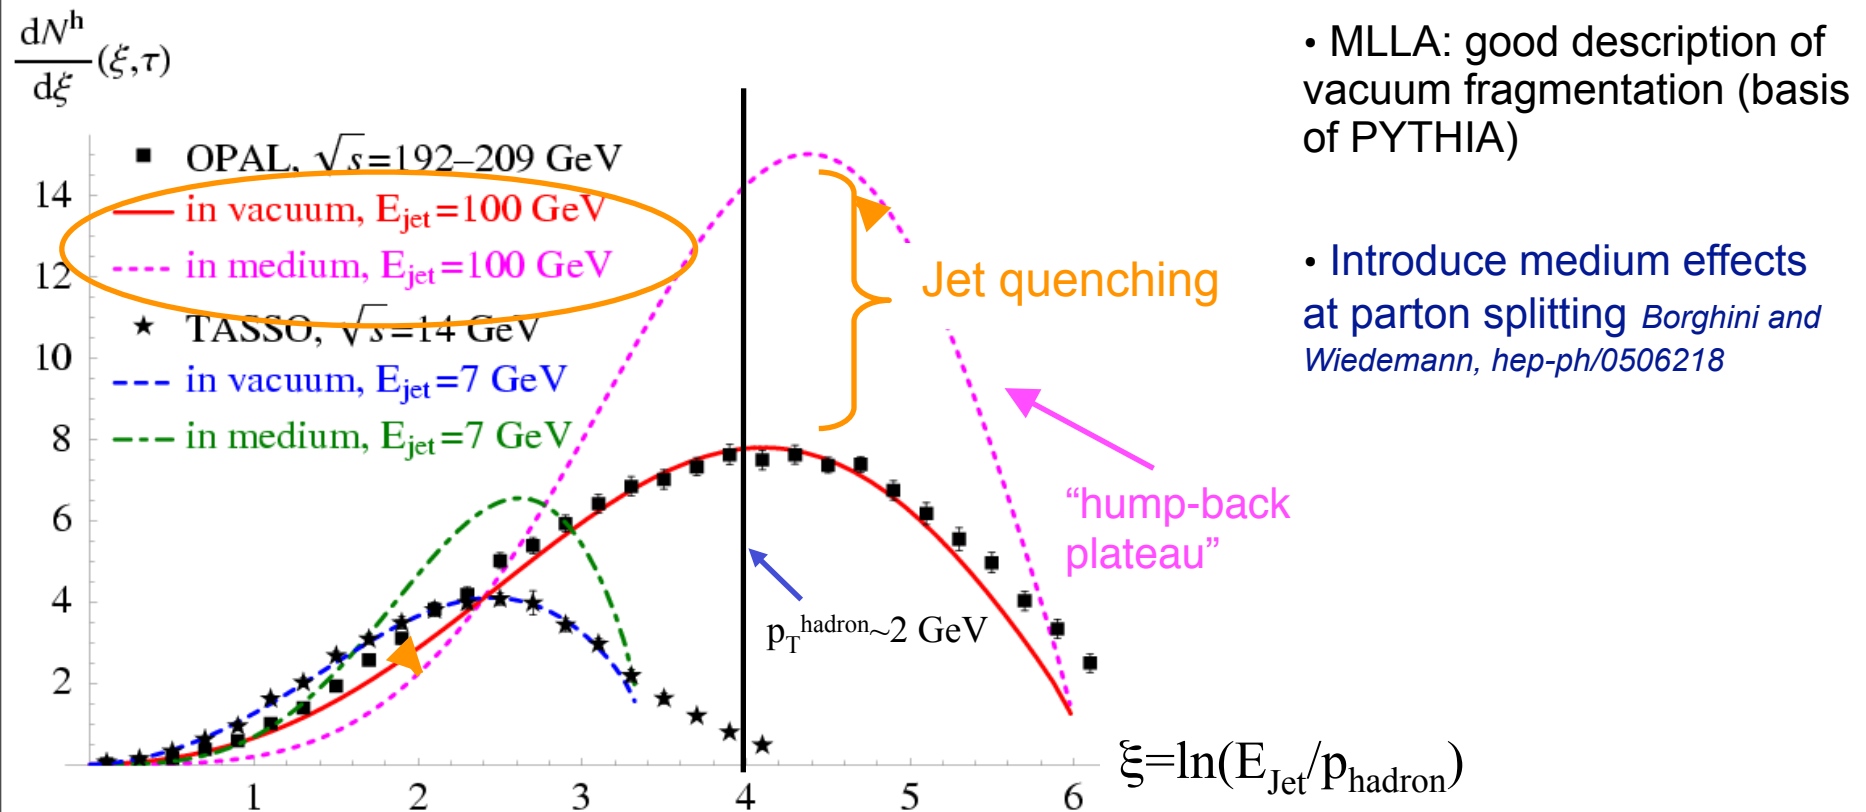 dNʰ
dξ
(ξ,τ)
OPAL, √s=192–209 GeV
in vacuum, E_jet=100 GeV
in medium, E_jet=100 GeV
TASSO, √s=14 GeV
in vacuum, E_jet=7 GeV
in medium, E_jet=7 GeV
14
12
10
8
6
4
2
1 2 3 4 5 6
ξ=ln(E_Jet/p_hadron)
Jet quenching
“hump-back
plateau”
p_T^hadron~2 GeV
• MLLA: good description of
vacuum fragmentation (basis
of PYTHIA)
• Introduce medium effects
at parton splitting Borghini and
Wiedemann, hep-ph/0506218